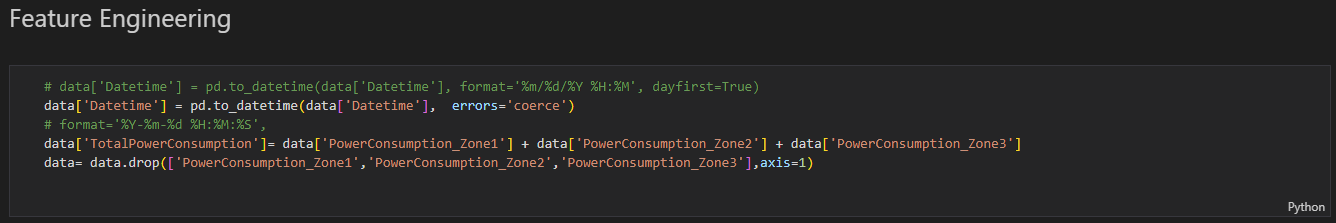 Feature Engineering
# data['Datetime'] = pd.to_datetime(data['Datetime'], format='%m/%d/%Y %H:%M', dayfirst=True)
data['Datetime'] = pd.to_datetime(data['Datetime'],  errors='coerce')
# format='%Y-%m-%d %H:%M:%S',
data['TotalPowerConsumption']= data['PowerConsumption_Zone1'] + data['PowerConsumption_Zone2'] + data['PowerConsumption_Zone3']
data= data.drop(['PowerConsumption_Zone1','PowerConsumption_Zone2','PowerConsumption_Zone3'],axis=1)
Python